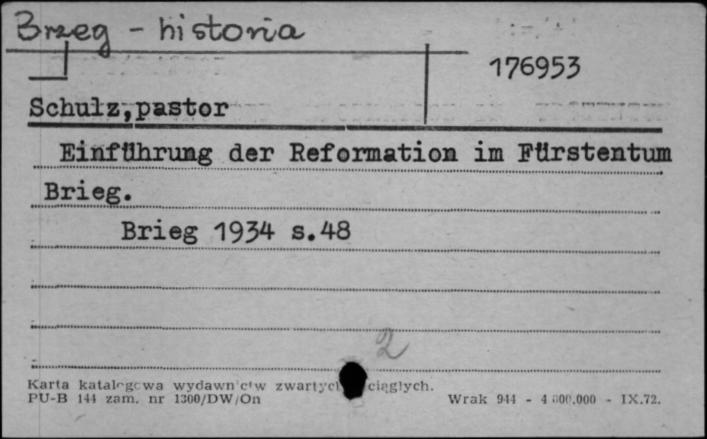 Brzeg - historia
176953
Schulz,pastor
Einführung der Reformation im Fürstentum
Brieg.
Brieg 1934 s.48
2
Karta katalogowa wydawnictw zwartych ciągłych.
PU-B 144 zam. nr 1300/DW/On
Wrak 944 - 4 000.000 - IX.72.